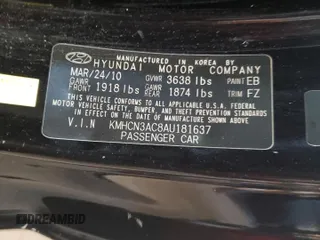 MANUFACTURED IN KOREA BY
HYUNDAI MOTOR COMPANY
MAR/24/10 GVWR 3638 lbs PAINT EB
GAWR FRONT 1918 lbs GAWR REAR 1874 lbs TRIM FZ
THIS VEHICLE CONFORMS TO ALL APPLICABLE
FEDERAL MOTOR VEHICLE SAFETY, BUMPER, AND
THEFT PREVENTION STANDARDS IN EFFECT ON THE
DATE OF MANUFACTURE SHOWN ABOVE.
V.I.N KMHCN3AC8AU181637
PASSENGER CAR
DREAMBID